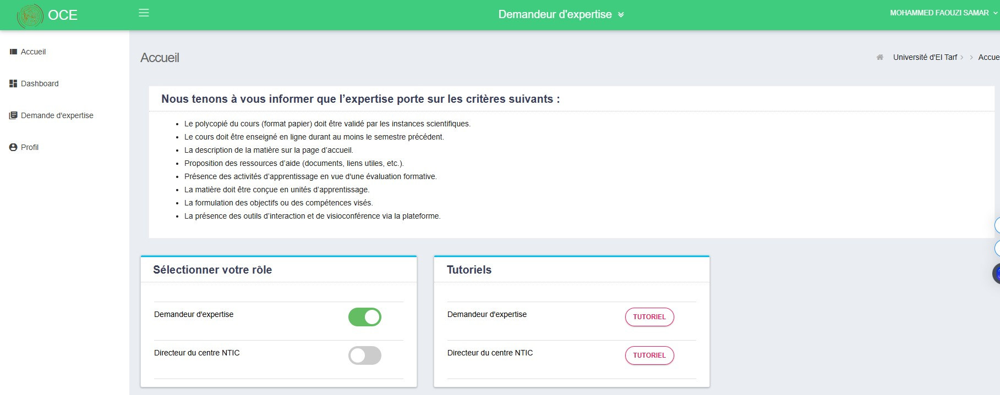 OCE
Demandeur d'expertise
MOHAMMED FAOUZI SAMAR
Accueil
Dashboard
Demande d'expertise
Profil
Accueil
Université d'El Tarf
Accue
Nous tenons à vous informer que l’expertise porte sur les critères suivants :
• Le polycopié du cours (format papier) doit être validé par les instances scientifiques.
• Le cours doit être enseigné en ligne durant au moins le semestre précédent.
• La description de la matière sur la page d’accueil.
• Proposition des ressources d’aide (documents, liens utiles, etc.).
• Présence des activités d’apprentissage en vue d'une évaluation formative.
• La matière doit être conçue en unités d’apprentissage.
• La formulation des objectifs ou des compétences visés.
• La présence des outils d’interaction et de visioconférence via la plateforme.
Sélectionner votre rôle
Demandeur d'expertise
Directeur du centre NTIC
Tutoriels
Demandeur d'expertise
TUTORIEL
Directeur du centre NTIC
TUTORIEL